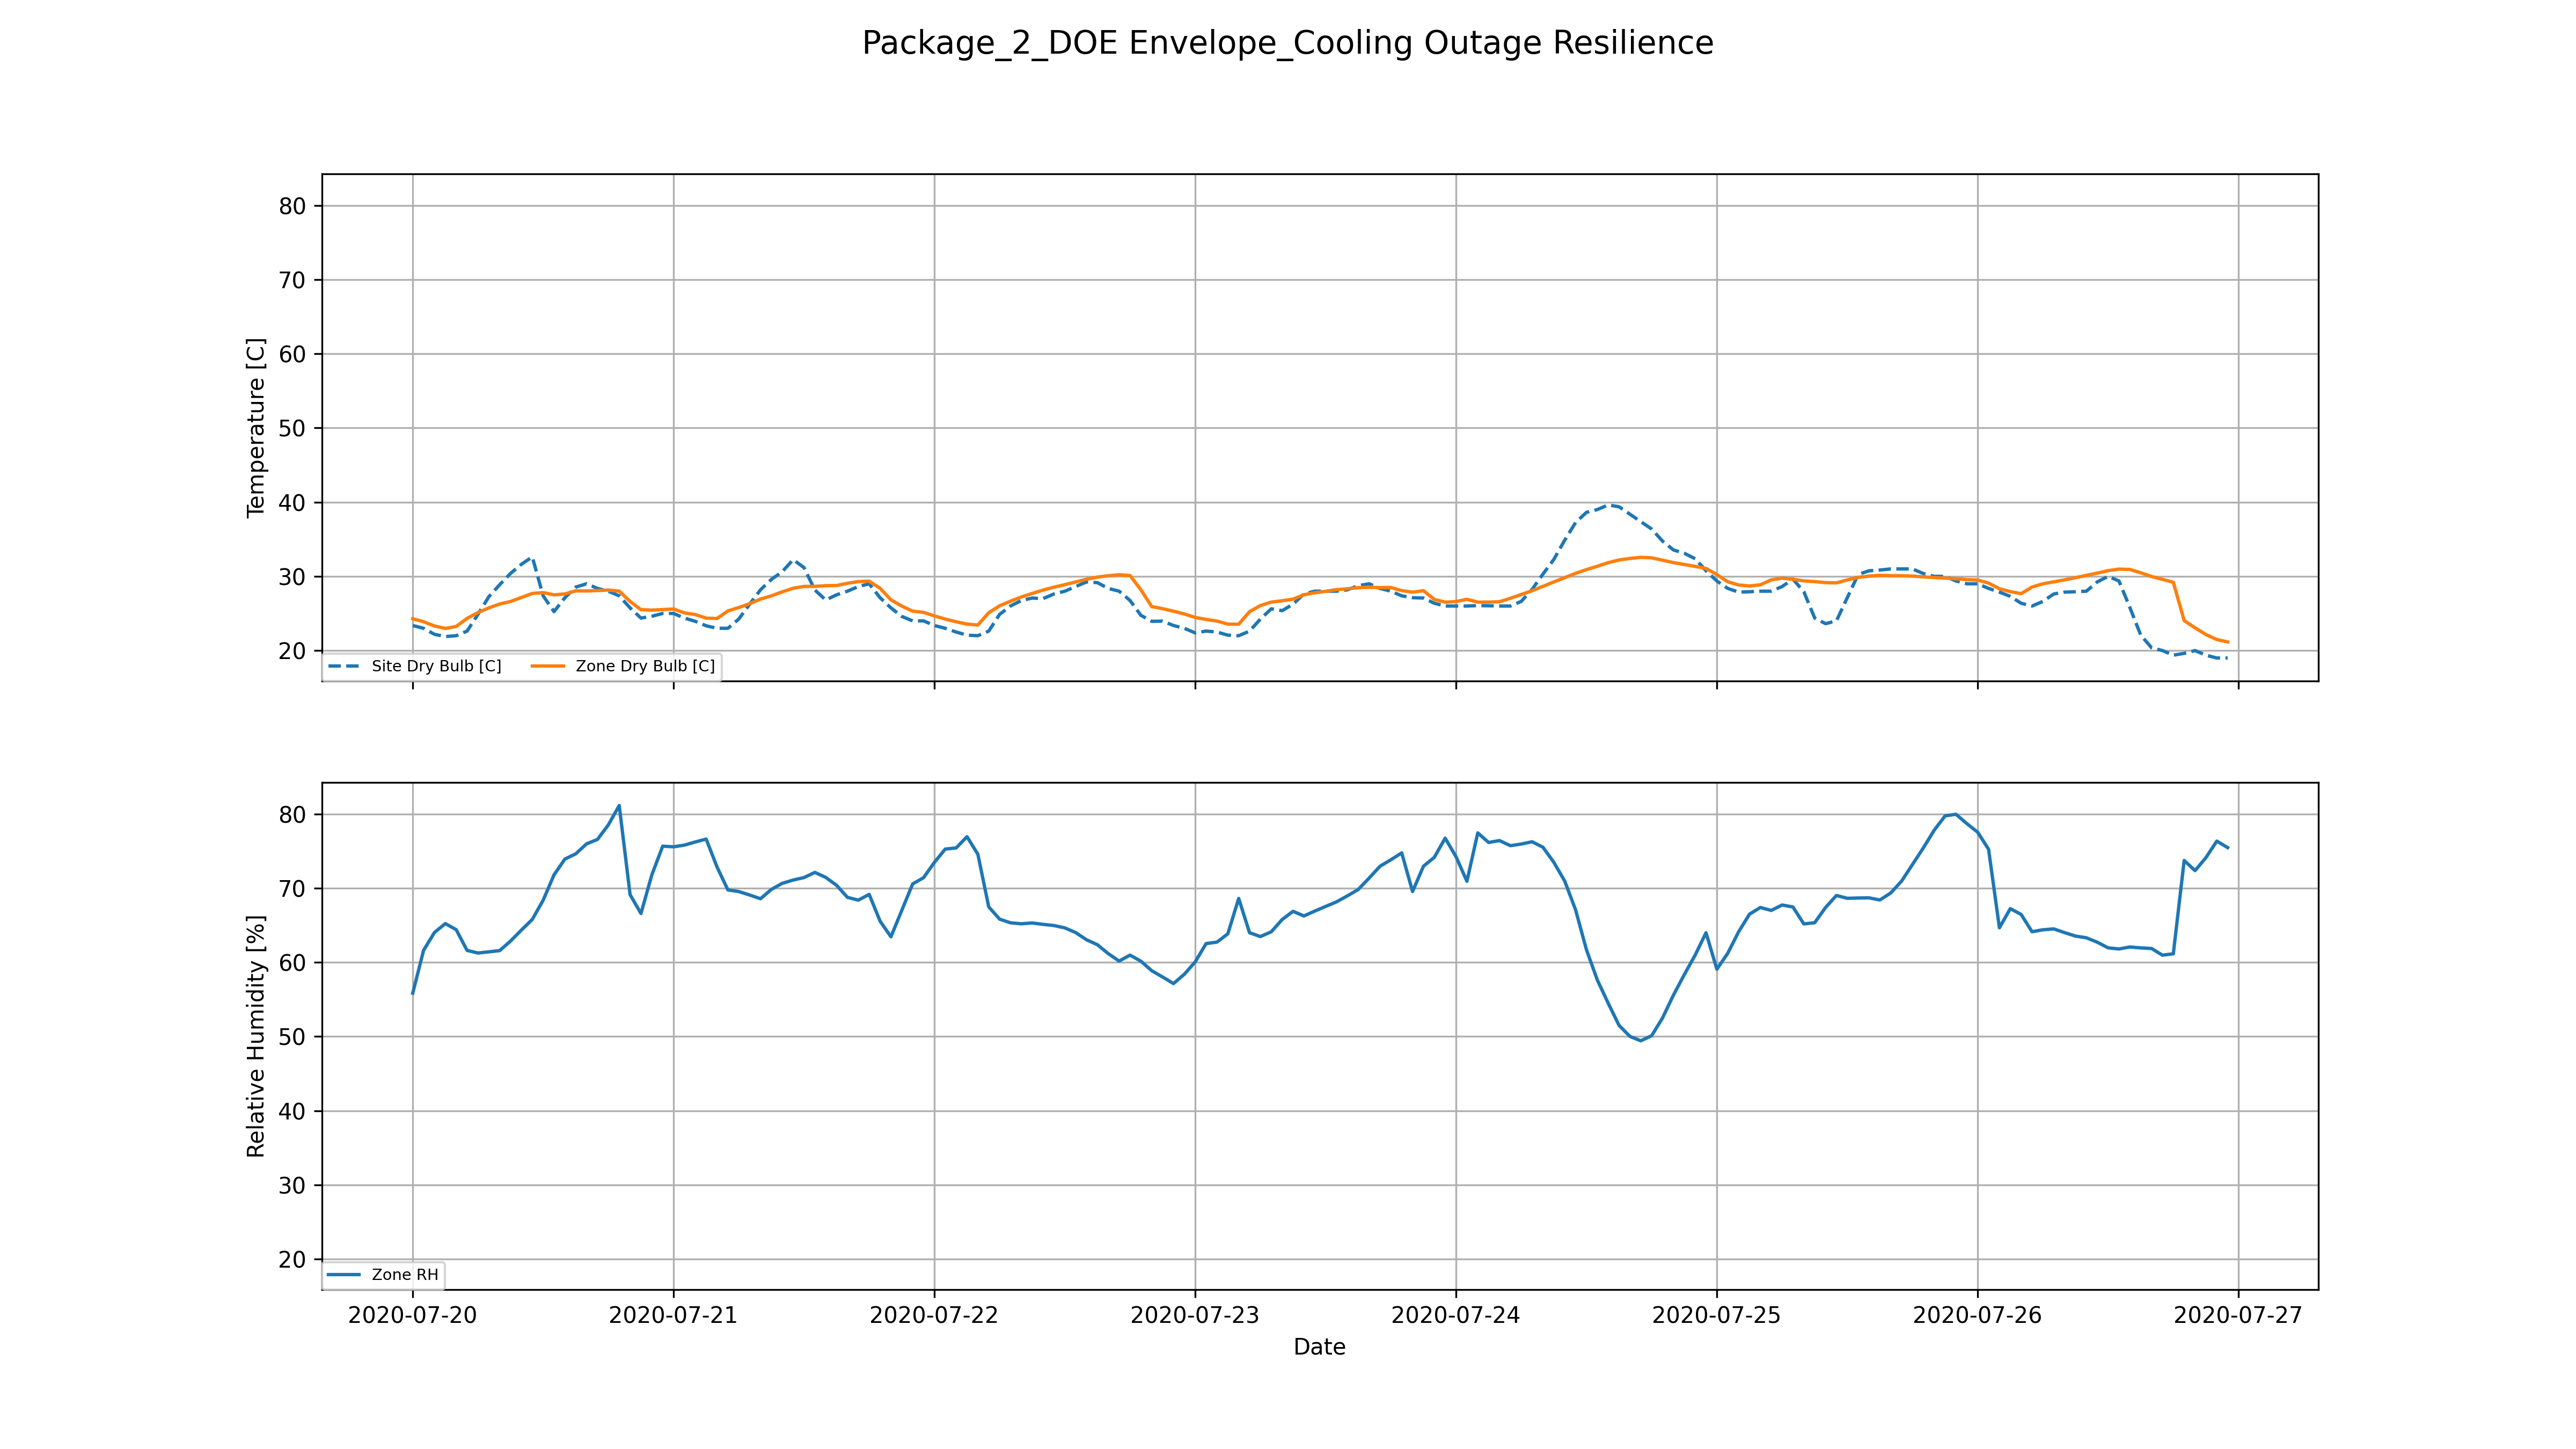 Package_2_DOE Envelope_Cooling Outage Resilience
80
70
60
50
40
30
20
Temperature [C]
Site Dry Bulb [C] Zone Dry Bulb [C]
80
70
60
50
40
30
20
Relative Humidity [%]
Zone RH
2020-07-20 2020-07-21 2020-07-22 2020-07-23 2020-07-24 2020-07-25 2020-07-26 2020-07-27
Date